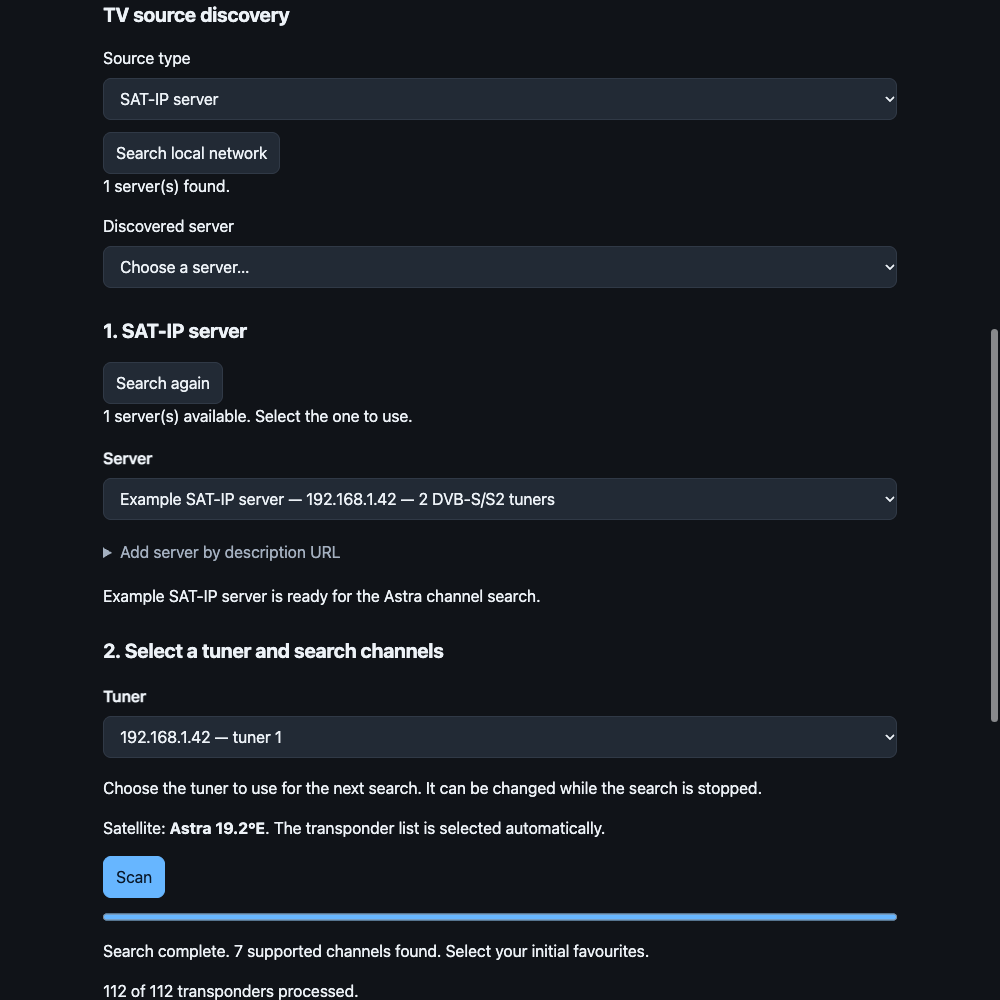 TV source discovery
Source type
SAT-IP server
Search local network
1 server(s) found.
Discovered server
Choose a server...
1. SAT-IP server
Search again
1 server(s) available. Select the one to use.
Server
Example SAT-IP server — 192.168.1.42 — 2 DVB-S/S2 tuners
Add server by description URL
Example SAT-IP server is ready for the Astra channel search.
2. Select a tuner and search channels
Tuner
192.168.1.42 — tuner 1
Choose the tuner to use for the next search. It can be changed while the search is stopped.
Satellite: Astra 19.2°E. The transponder list is selected automatically.
Scan
Search complete. 7 supported channels found. Select your initial favourites.
112 of 112 transponders processed.